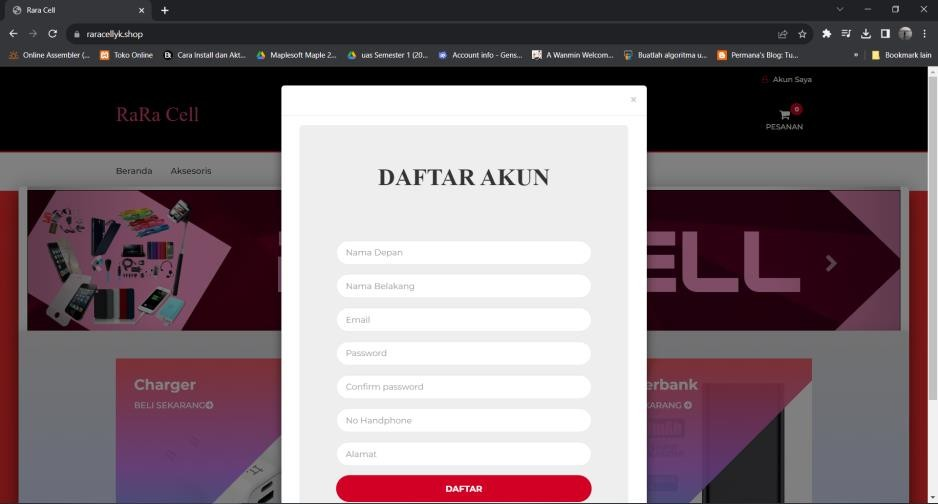 Rara Cell
raracellyk.shop
Online Assembler (... Toko Online Cara Install dan Akt... Maplesoft Maple 2... uas Semester 1 (20... Account info - Gens... A Wanmin Welcom... Buatlah algoritma u... Permana's Blog: Tu... » Bookmark lain
Akun Saya
RaRa Cell
0
PESANAN
Beranda Aksesoris
ELL
×
DAFTAR AKUN
Nama Depan
Nama Belakang
Email
Password
Confirm password
No Handphone
Alamat
DAFTAR
Charger
BELI SEKARANG
erbank
KARANG